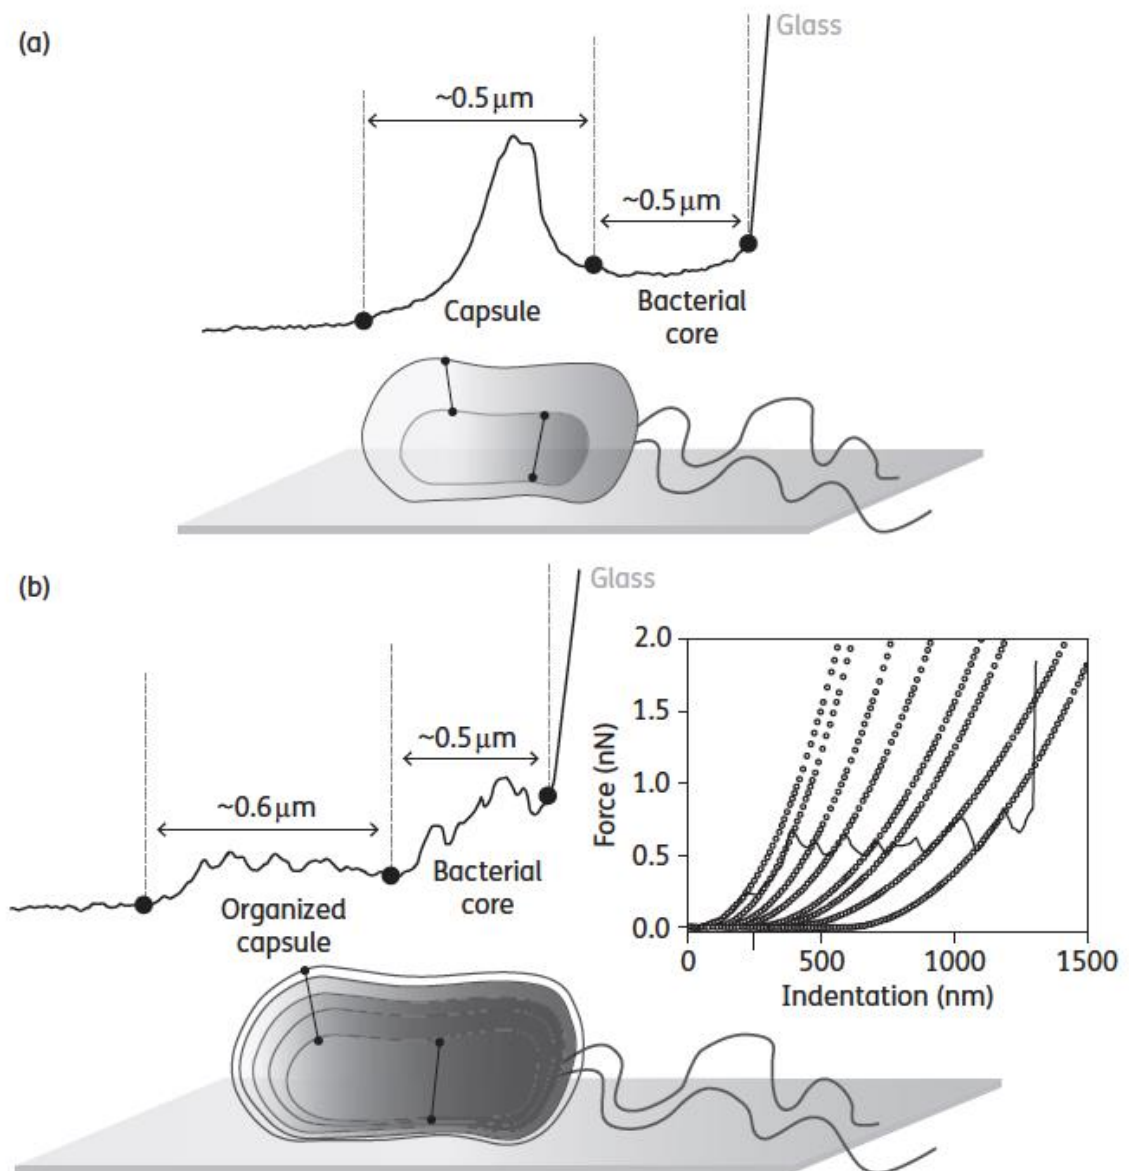 (a)
Glass
~0.5 μm
~0.5 μm
Capsule
Bacterial
core
(b)
Glass
~0.5 μm
~0.6 μm
Bacterial
core
Organized
capsule
2.0
1.5
1.0
0.5
0.0
Force (nN)
0
500
1000
1500
Indentation (nm)